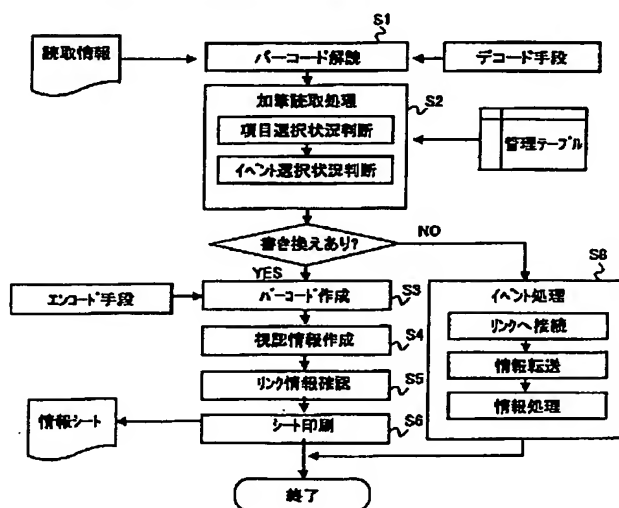 S1
読取情報
バーコード解読
デコード手段
加筆読取処理
S2
項目選択状況判断
イベント選択状況判断
管理テーブル
書き換えあり?
NO
YES
S8
エンコード手段
バーコード作成
S3
イベント処理
視認情報作成
S4
リンクへ接続
リンク情報確認
S5
情報転送
情報シート
シート印刷
S6
情報処理
終了